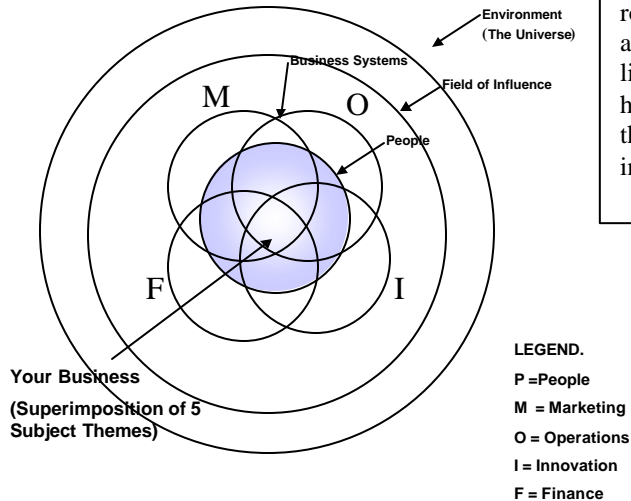 Environment
(The Universe)
Business Systems
Field of Influence
M
O
People
F
I
Your Business
(Superimposition of 5
Subject Themes)
LEGEND.
P =People
M = Marketing
O = Operations
I = Innovation
F = Finance